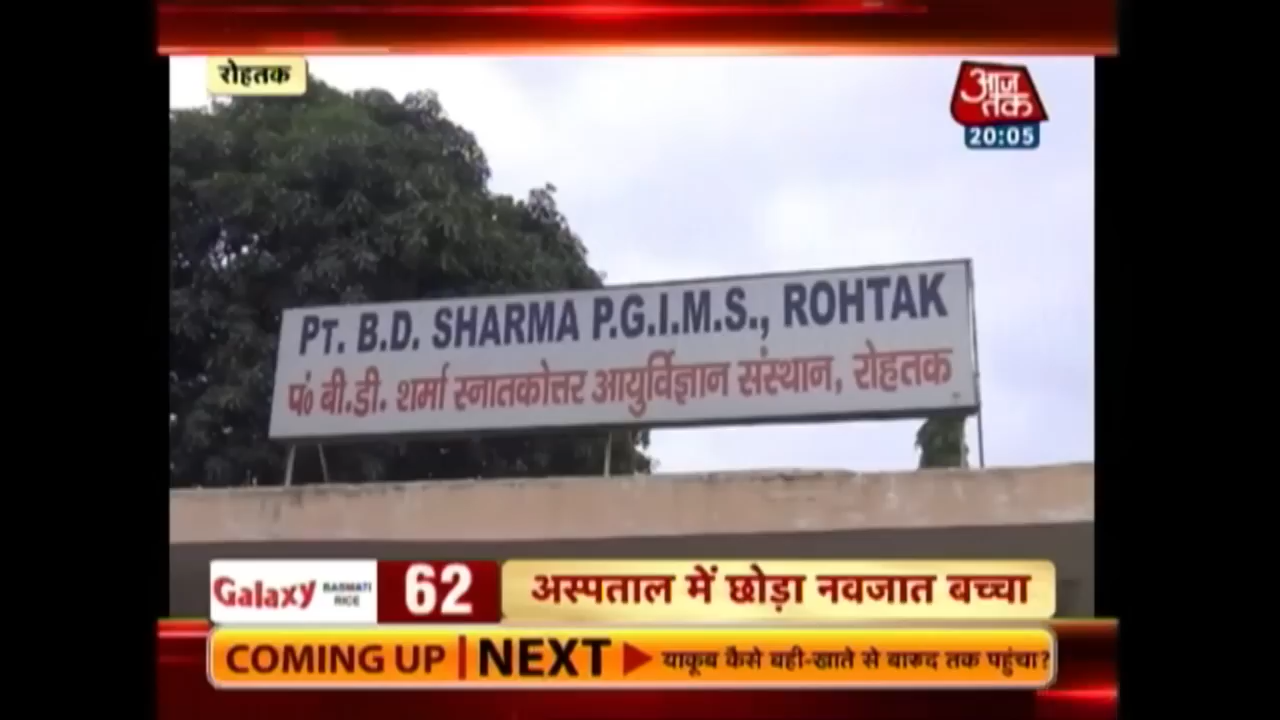 रोहतक
आज
तक
20:05
PT. B.D. SHARMA P.G.I.M.S., ROHTAK
पं० बी.डी. शर्मा स्नातकोत्तर आयुर्विज्ञान संस्थान, रोहतक
Galaxy BASMATI
RICE
62
अस्पताल में छोड़ा नवजात बच्चा
COMING UP | NEXT याकूब कैसे बही-खाते से बारूद तक पहुंचा?